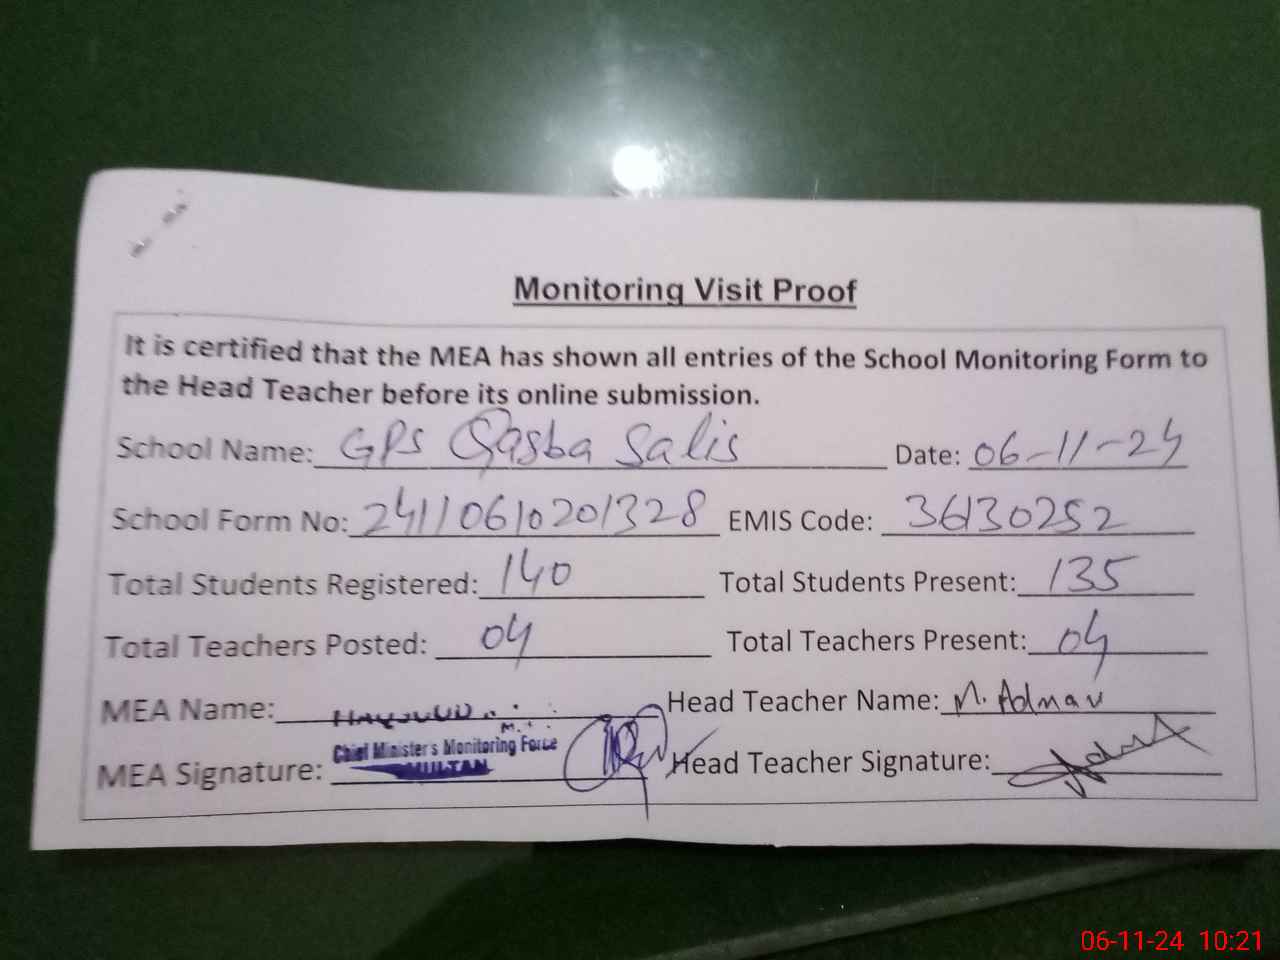 Monitoring Visit Proof
It is certified that the MEA has shown all entries of the School Monitoring Form to
the Head Teacher before its online submission.
School Name: GPS Qasba Salis Date: 06-11-24
School Form No: 24110610201328 EMIS Code: 36130252
Total Students Registered: 140 Total Students Present: 135
Total Teachers Posted: 04 Total Teachers Present: 04
MEA Name: Head Teacher Name: M. Adnan
Chief Minister's Monitoring Force
MEA Signature: MULTAN Head Teacher Signature:
06-11-24 10:21